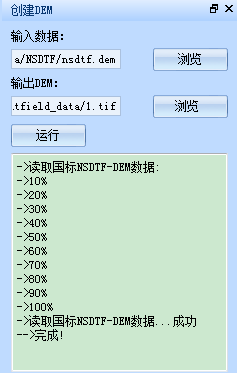 创建DEM
输入数据:
a/NSDTF/nsdtf.dem
浏览
输出DEM:
tfield_data/1.tif
浏览
运行
->读取国标NSDTF-DEM数据:
->10%
->20%
->30%
->40%
->50%
->60%
->70%
->80%
->90%
->100%
->读取国标NSDTF-DEM数据...成功
-->完成!